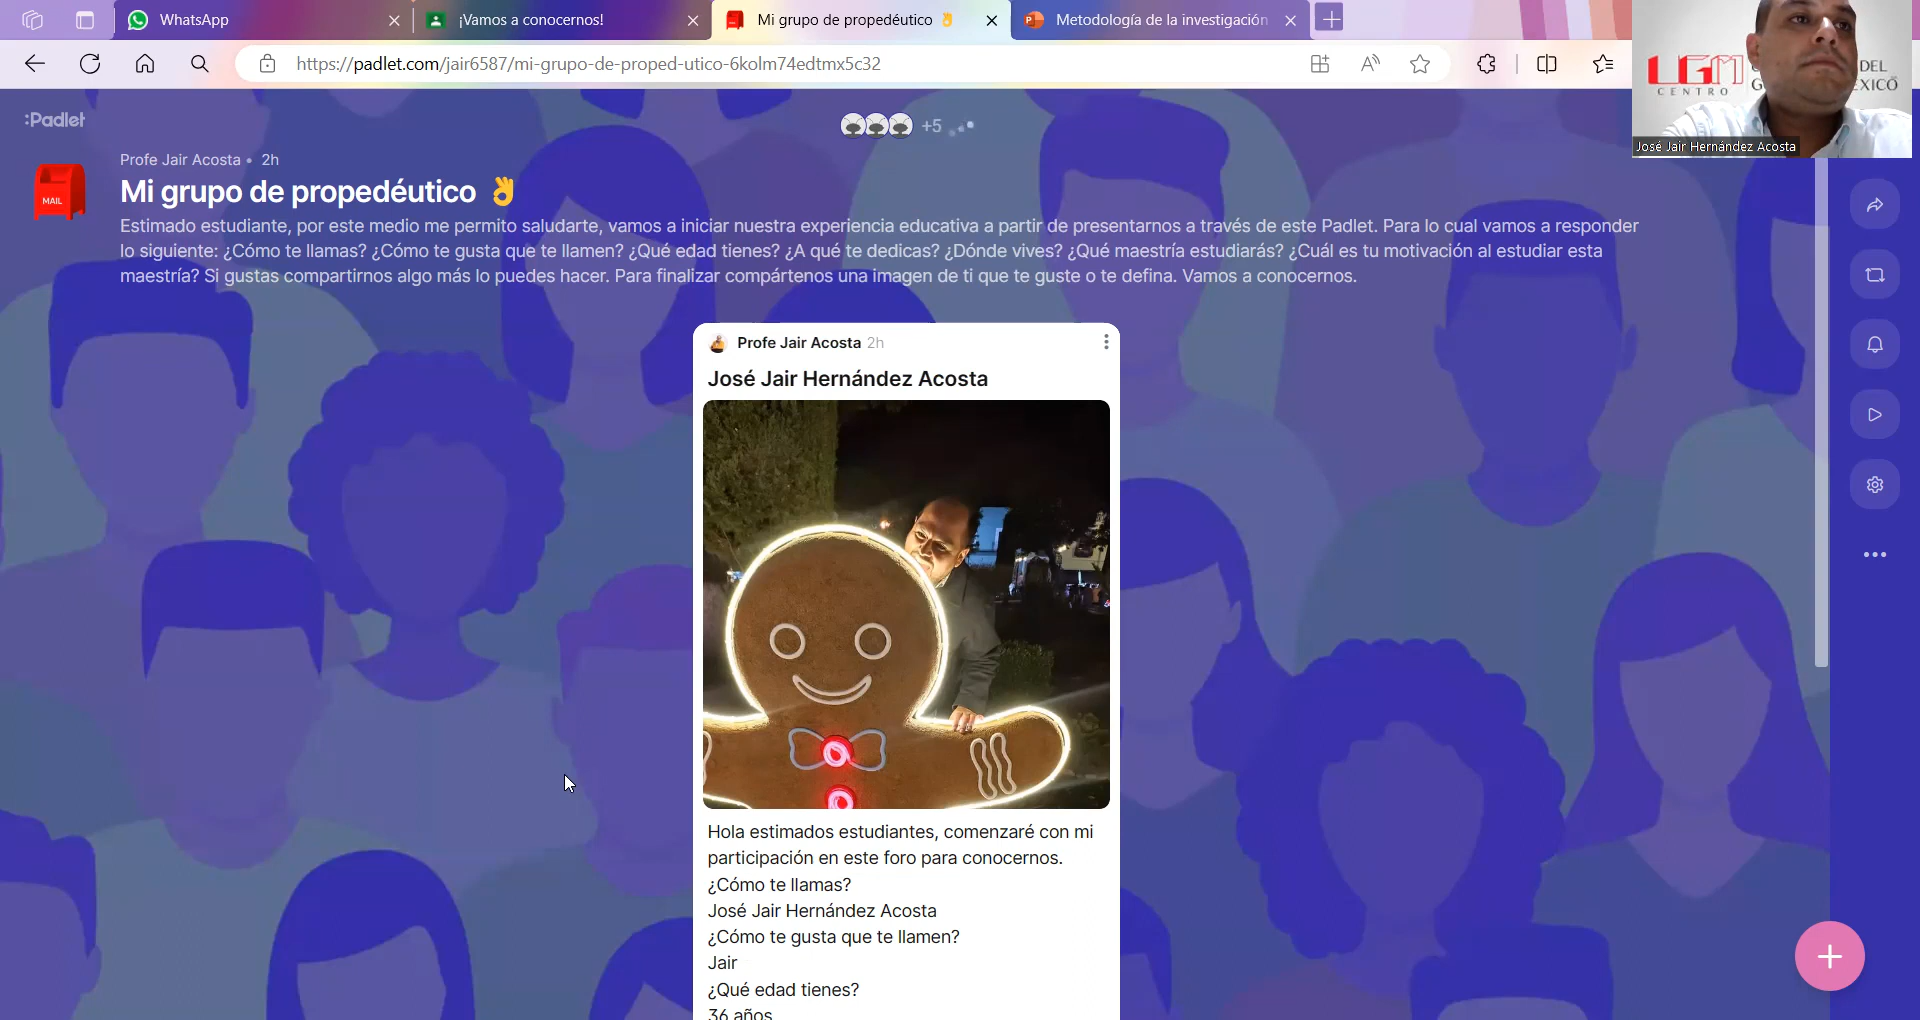 WhatsApp
¡Vamos a conocernos!
Mi grupo de propedéutico 👌
Metodología de la investigación
https://padlet.com/jair6587/mi-grupo-de-proped-utico-6kolm74edtmx5c32
UGM
CENTRO
DEL
José Jair Hernández Acosta
:Padlet
+5
Profe Jair Acosta • 2h
MAIL
Mi grupo de propedéutico 👌
Estimado estudiante, por este medio me permito saludarte, vamos a iniciar nuestra experiencia educativa a partir de presentarnos a través de este Padlet. Para lo cual vamos a responder
lo siguiente: ¿Cómo te llamas? ¿Cómo te gusta que te llamen? ¿Qué edad tienes? ¿A qué te dedicas? ¿Dónde vives? ¿Qué maestría estudiarás? ¿Cuál es tu motivación al estudiar esta
maestría? Si gustas compartirnos algo más lo puedes hacer. Para finalizar compártenos una imagen de ti que te guste o te defina. Vamos a conocernos.
Profe Jair Acosta 2h
José Jair Hernández Acosta
Hola estimados estudiantes, comenzaré con mi
participación en este foro para conocernos.
¿Cómo te llamas?
José Jair Hernández Acosta
¿Cómo te gusta que te llamen?
Jair
¿Qué edad tienes?
36 años